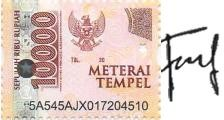 SEPULUH RIBU RUPIAH
10000
TGL. 20
METERAI
TEMPEL
5A545AJX017204510